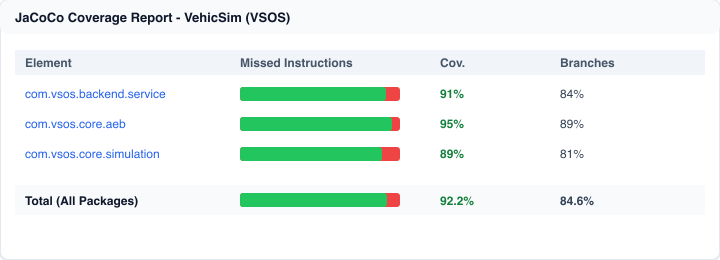 JaCoCo Coverage Report - VehicSim (VSOS)
Element Missed Instructions Cov. Branches
com.vsos.backend.service 91% 84%
com.vsos.core.aeb 95% 89%
com.vsos.core.simulation 89% 81%
Total (All Packages) 92.2% 84.6%